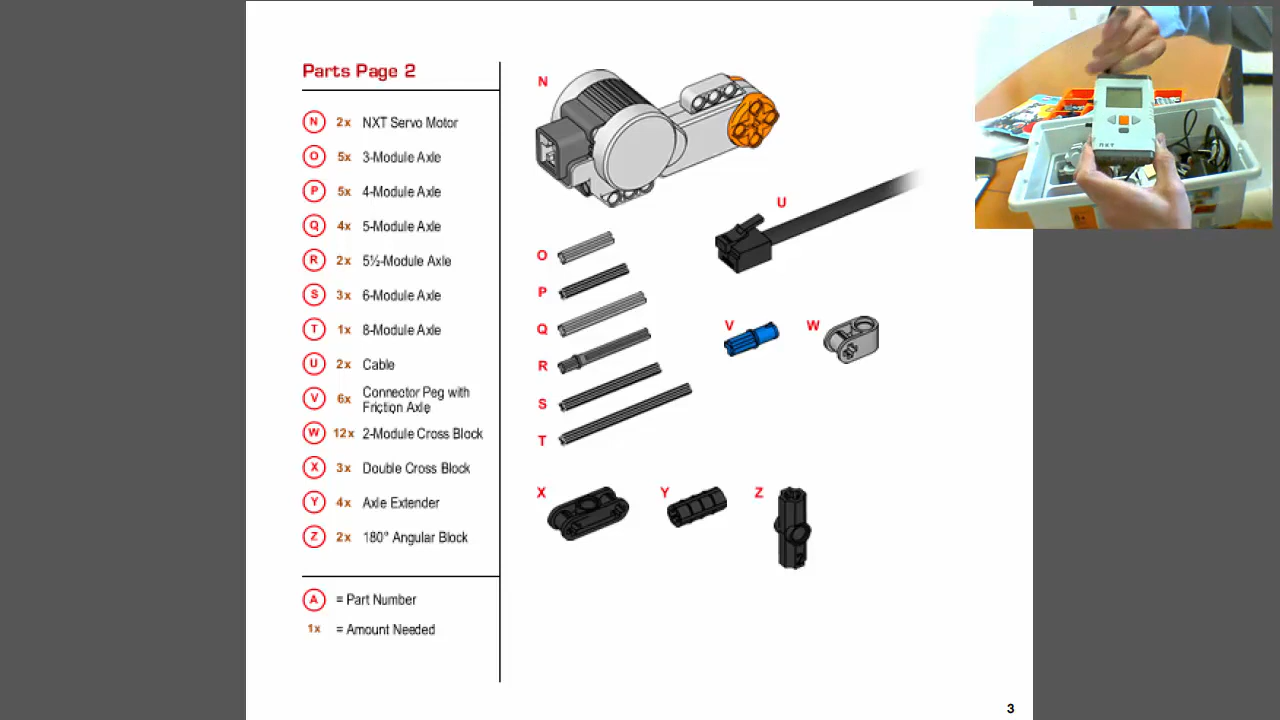 Parts Page 2
N 2x NXT Servo Motor
O 5x 3-Module Axle
P 5x 4-Module Axle
Q 4x 5-Module Axle
R 2x 5½-Module Axle
S 3x 6-Module Axle
T 1x 8-Module Axle
U 2x Cable
V 6x Connector Peg with
Friction Axle
W 12x 2-Module Cross Block
X 3x Double Cross Block
Y 4x Axle Extender
Z 2x 180° Angular Block
A = Part Number
1x = Amount Needed
N
U
O
P
Q
R
S
T
V
W
X
Y
Z
Z
3
NXT